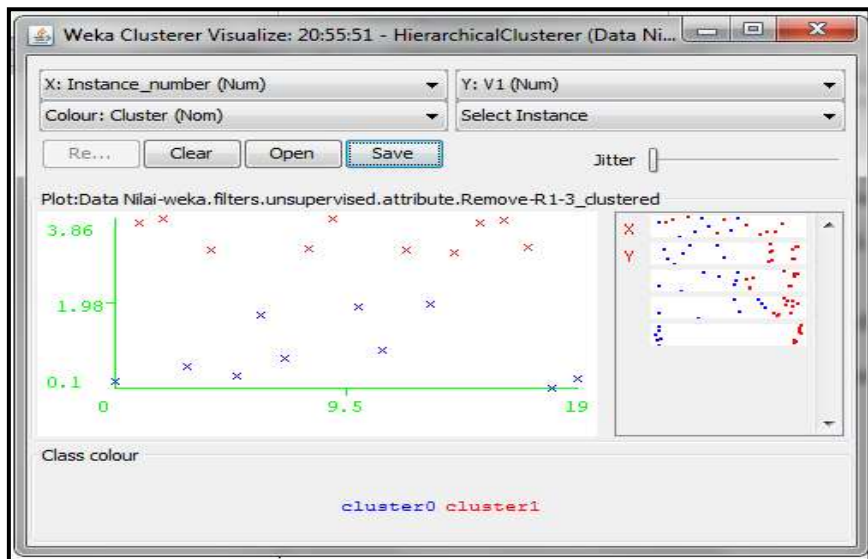 Weka Clusterer Visualize: 20:55:51 - HierarchicalClusterer (Data Ni...
X: Instance_number (Num) Y: V1 (Num)
Colour: Cluster (Nom) Select Instance
Re... Clear Open Save Jitter
Plot:Data Nilai-weka.filters.unsupervised.attribute.Remove-R1-3_clustered
3.86
1.98
0.1
0 9.5 19
X
Y
Class colour
cluster0 cluster1